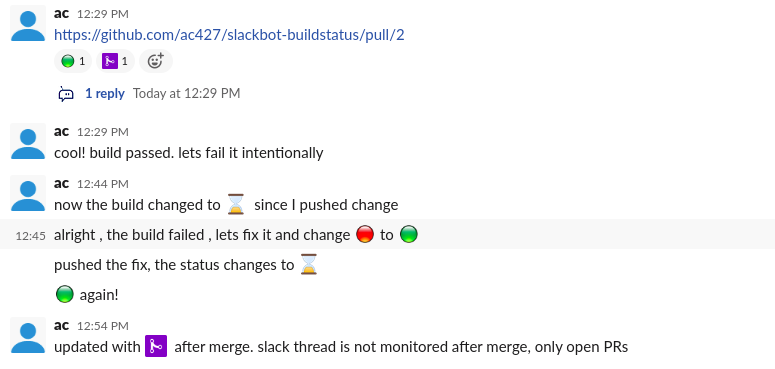 ac 12:29 PM
https://github.com/ac427/slackbot-buildstatus/pull/2
1 1
1 reply Today at 12:29 PM
ac 12:29 PM
cool! build passed. lets fail it intentionally
ac 12:44 PM
now the build changed to ⌛ since I pushed change
12:45 alright , the build failed , lets fix it and change 🔴 to 🟢
pushed the fix, the status changes to ⌛
🟢 again!
ac 12:54 PM
updated with after merge. slack thread is not monitored after merge, only open PRs